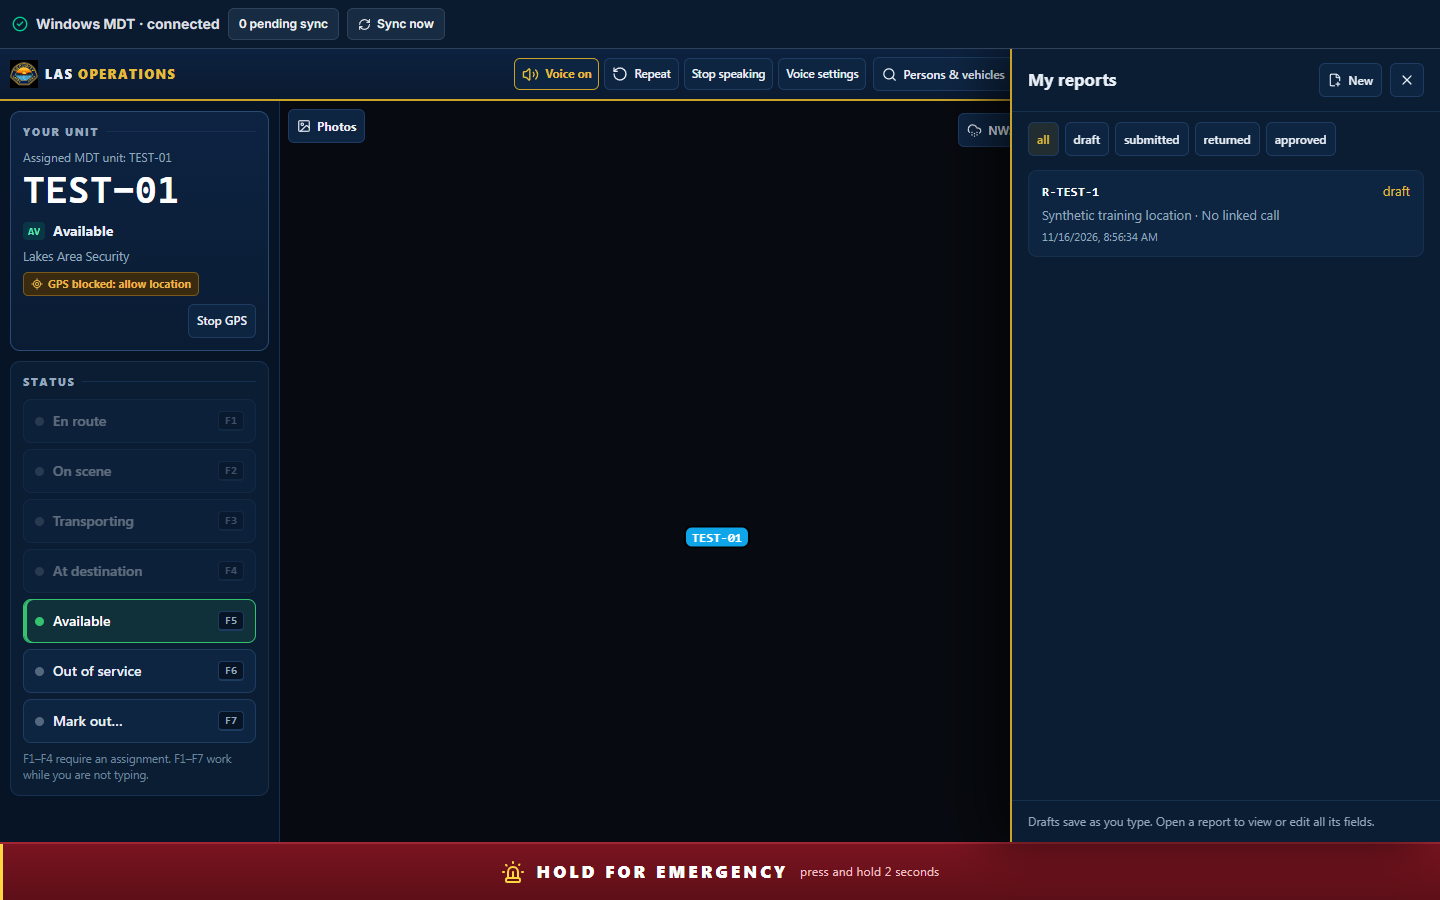 Windows MDT · connected
0 pending sync
Sync now
LAS OPERATIONS
Voice on
Repeat
Stop speaking
Voice settings
Persons & vehicles
YOUR UNIT
Assigned MDT unit: TEST-01
TEST-01
AV Available
Lakes Area Security
GPS blocked: allow location
Stop GPS
STATUS
En route F1
On scene F2
Transporting F3
At destination F4
Available F5
Out of service F6
Mark out... F7
F1–F4 require an assignment. F1–F7 work
while you are not typing.
Photos
TEST-01
My reports
New
all
draft
submitted
returned
approved
R-TEST-1 draft
Synthetic training location · No linked call
11/16/2026, 8:56:34 AM
Drafts save as you type. Open a report to view or edit all its fields.
HOLD FOR EMERGENCY press and hold 2 seconds